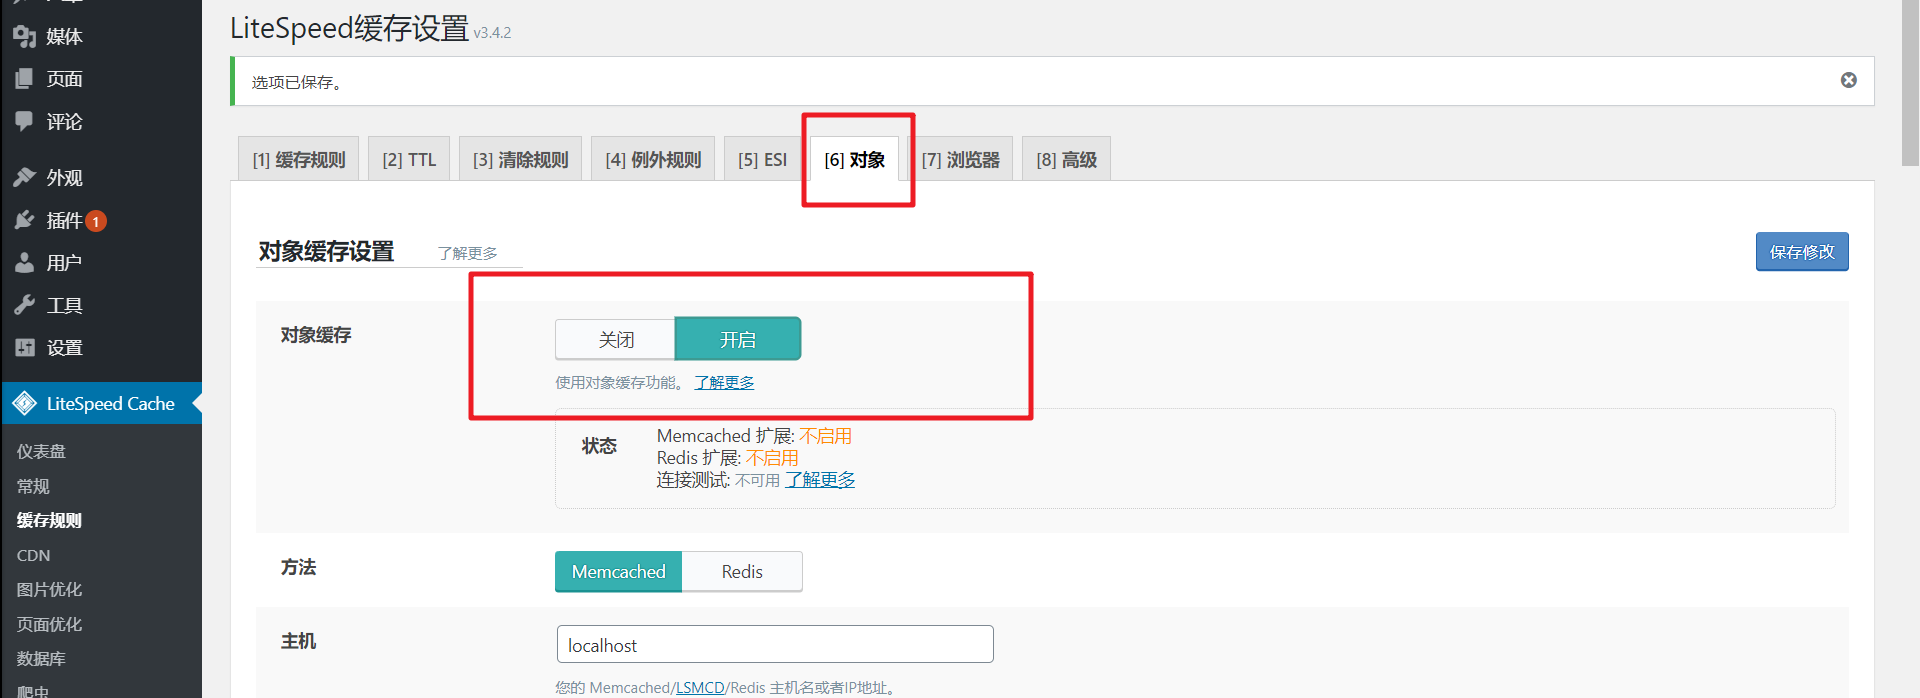 媒体
页面
评论
外观
插件 1
用户
工具
设置
LiteSpeed Cache
仪表盘
常规
缓存规则
CDN
图片优化
页面优化
数据库
爬虫
LiteSpeed缓存设置 v3.4.2
选项已保存。
[1] 缓存规则 [2] TTL [3] 清除规则 [4] 例外规则 [5] ESI [6] 对象 [7] 浏览器 [8] 高级
对象缓存设置 了解更多
保存修改
对象缓存
关闭 开启
使用对象缓存功能。 了解更多
状态
Memcached 扩展: 不启用
Redis 扩展: 不启用
连接测试: 不可用 了解更多
方法
Memcached Redis
主机
localhost
您的 Memcached/LSMCD/Redis 主机名或者IP地址。